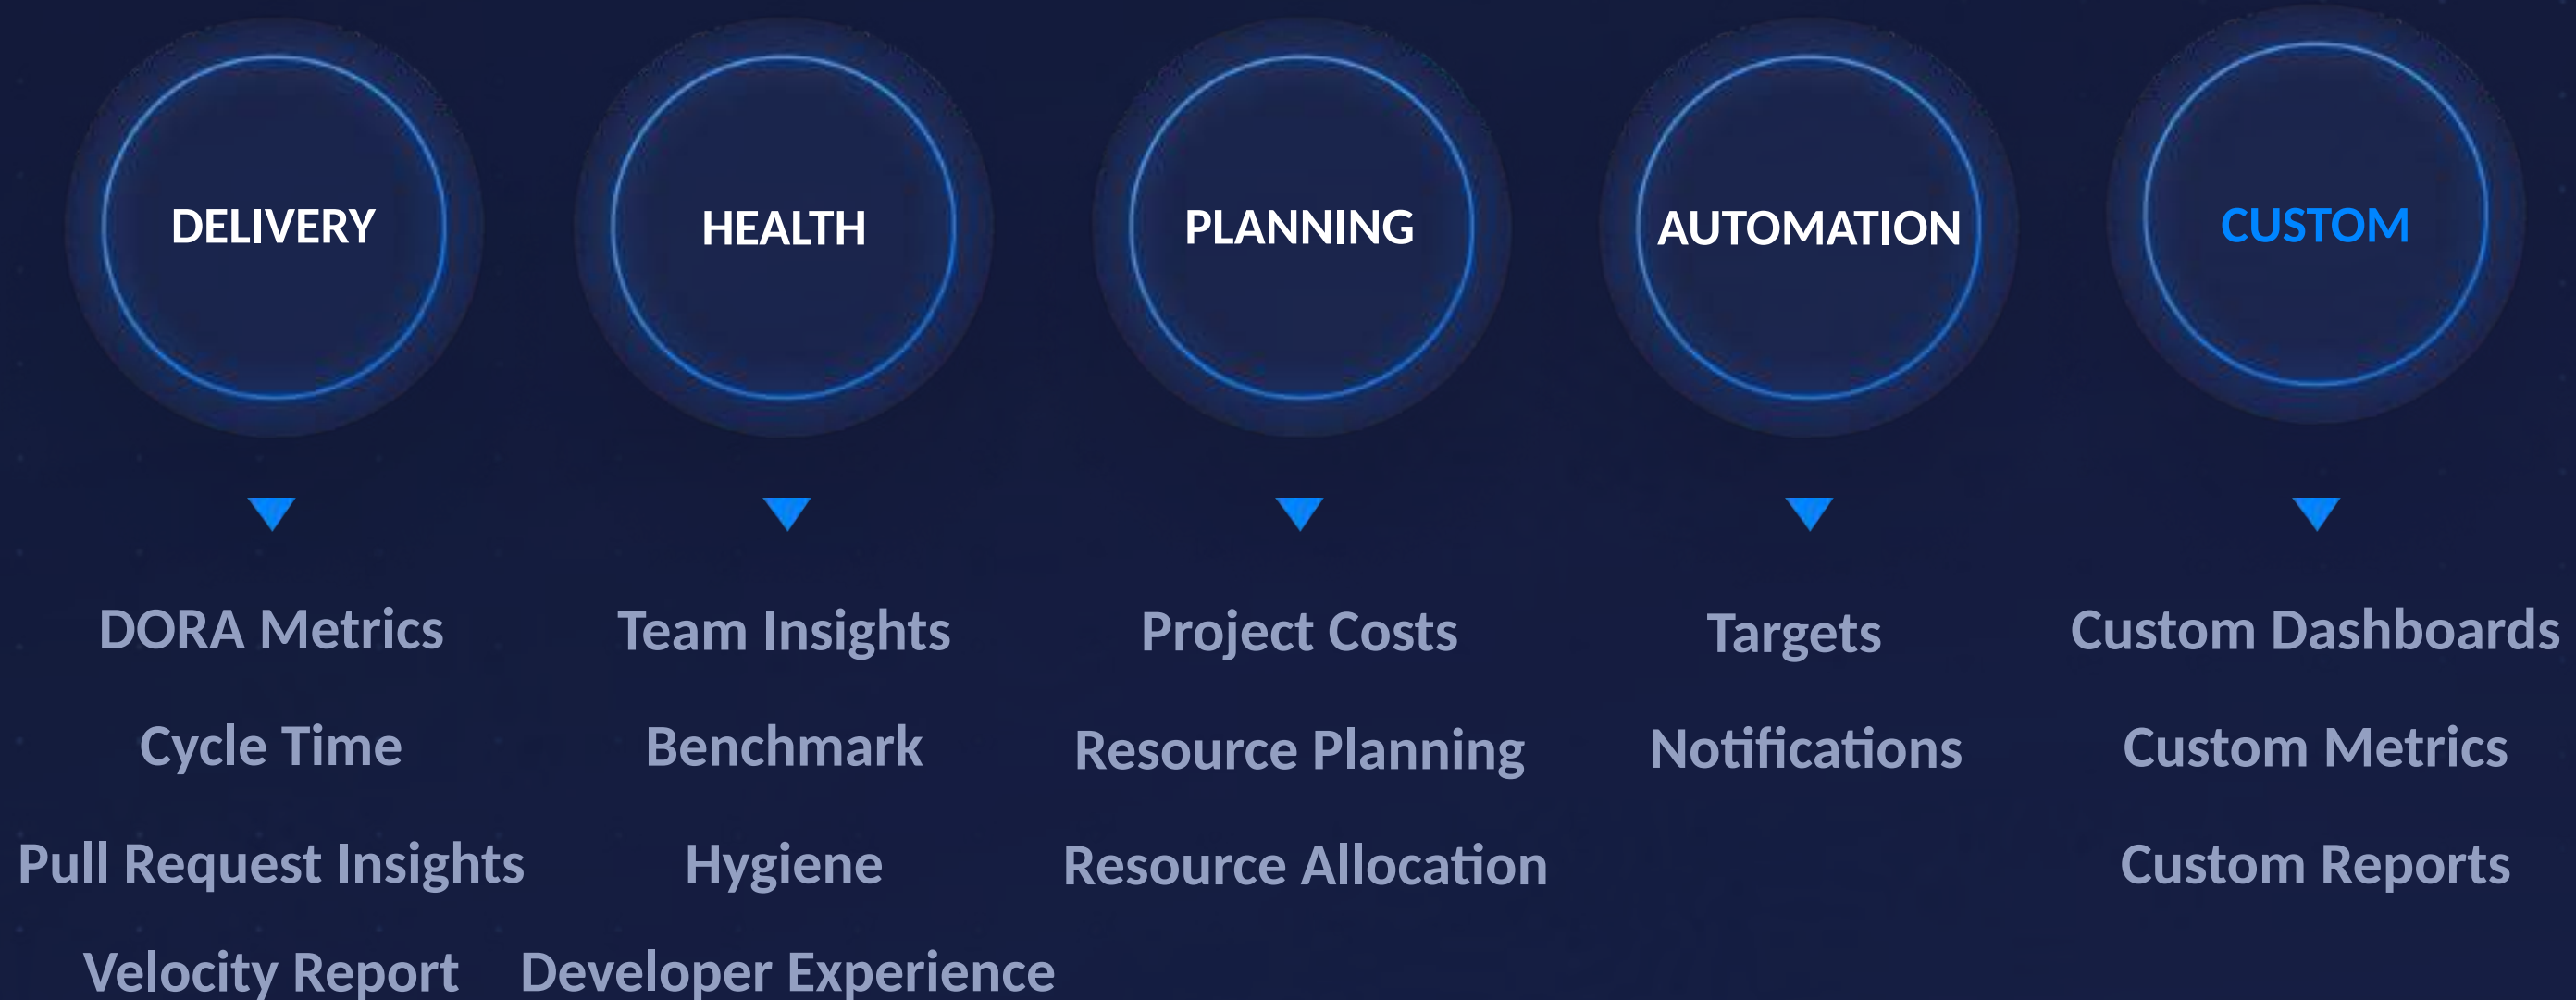 DELIVERY
HEALTH
PLANNING
AUTOMATION
CUSTOM
DORA Metrics
Team Insights
Project Costs
Targets
Custom Dashboards
Cycle Time
Benchmark
Resource Planning
Notifications
Custom Metrics
Pull Request Insights
Hygiene
Resource Allocation
Custom Reports
Velocity Report
Developer Experience